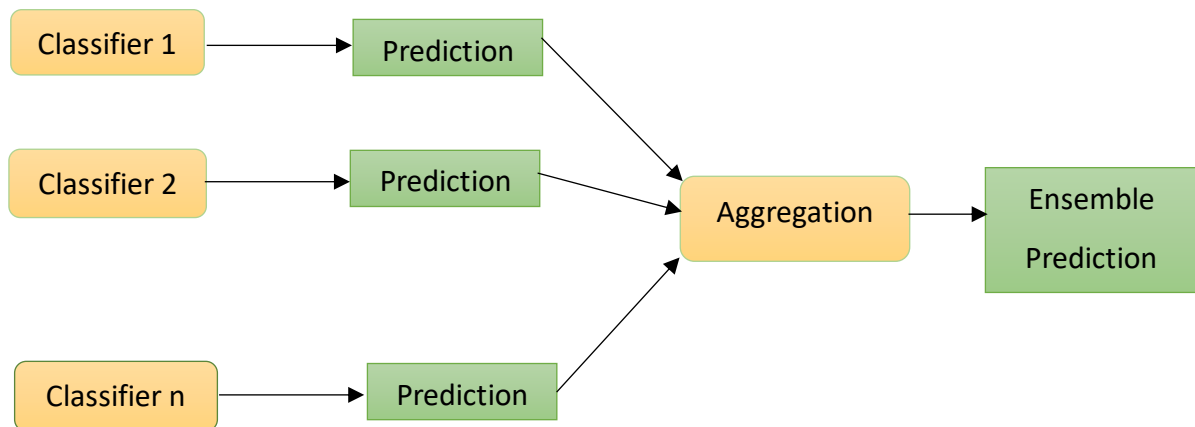 Classifier 1
Prediction
Classifier 2
Prediction
Aggregation
Ensemble
Prediction
Classifier n
Prediction